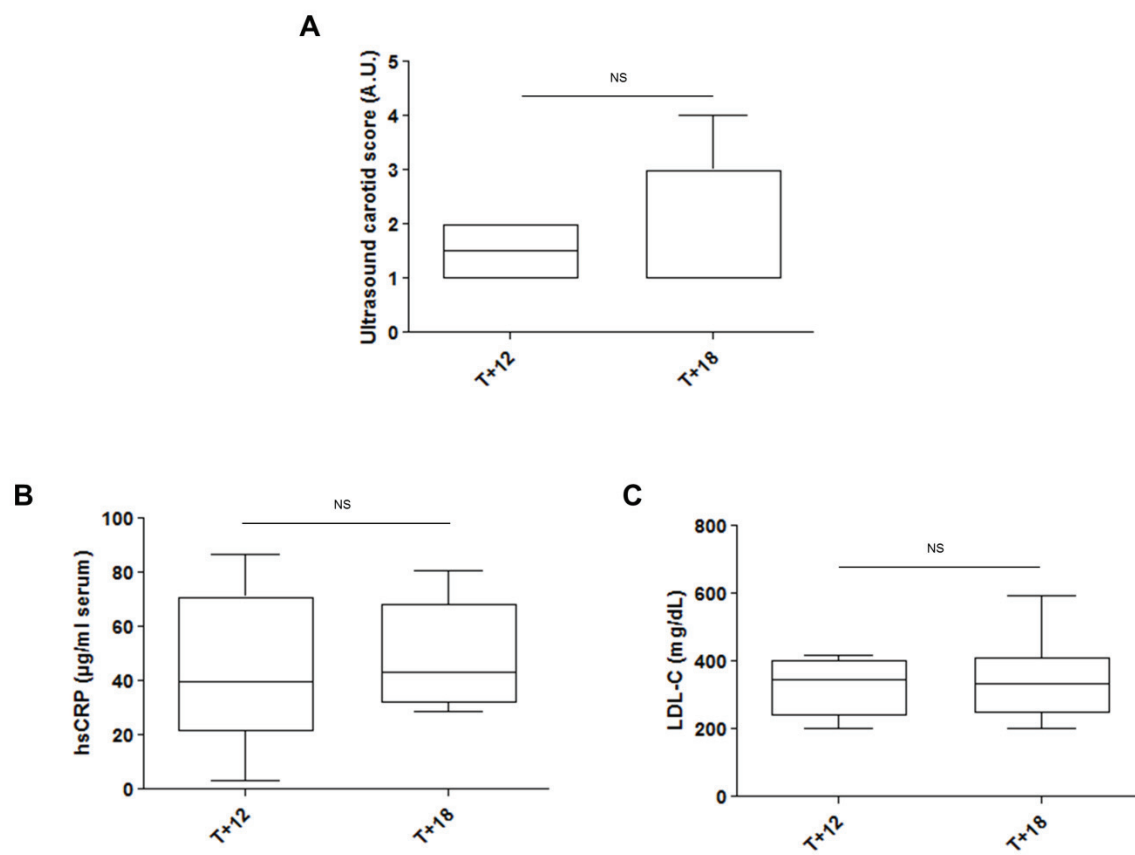 A
Ultrasound carotid score (A.U.)
5
4
3
2
1
0
NS
T+12
T+18
B
hsCRP (µg/ml serum)
100
80
60
40
20
0
NS
T+12
T+18
C
LDL-C (mg/dL)
800
600
400
200
0
NS
T+12
T+18